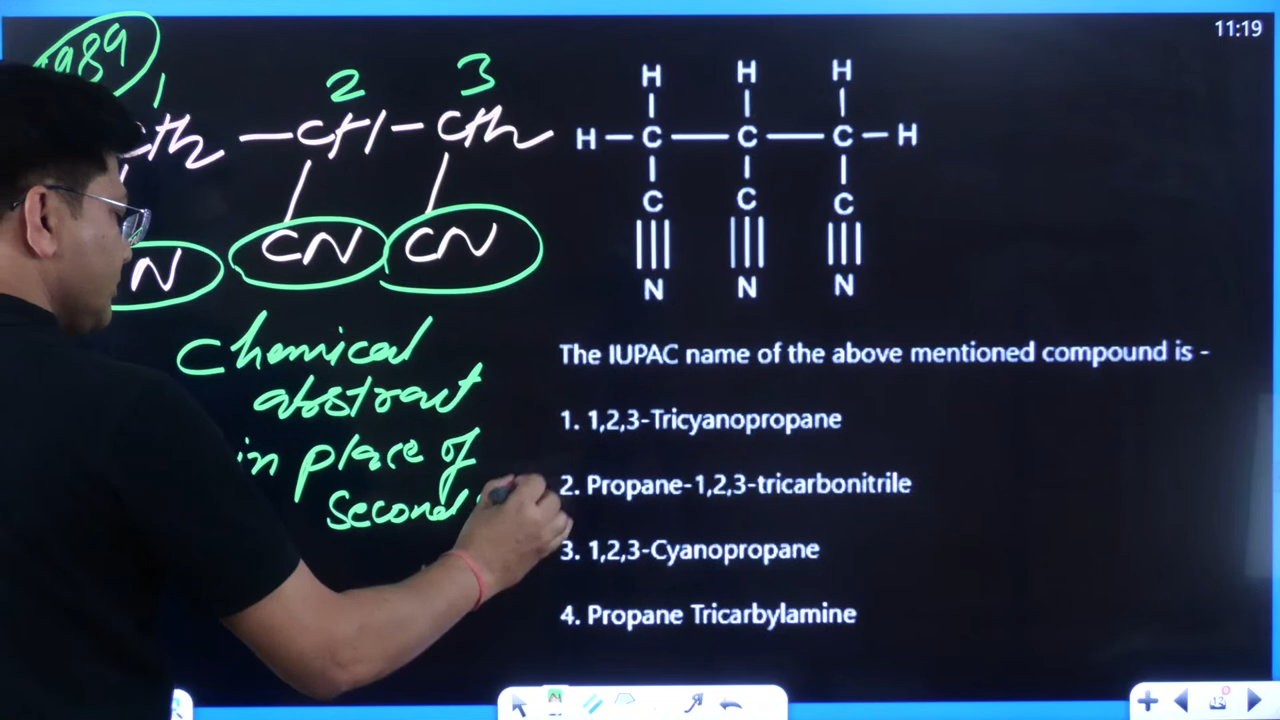 11:19
989
1 2 3
CH2 — CH — CH2
N CN CN
Chemical
abstract
in place of
second
H H H
H — C — C — C — H
C C C
N N N
The IUPAC name of the above mentioned compound is -
1. 1,2,3-Tricyanopropane
2. Propane-1,2,3-tricarbonitrile
3. 1,2,3-Cyanopropane
4. Propane Tricarbylamine